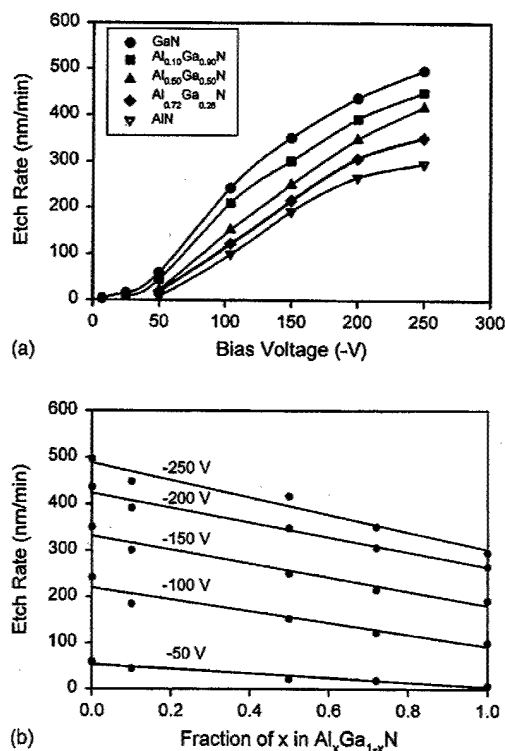 600
500
400
300
200
100
0
Etch Rate (nm/min)
GaN
Al0.10Ga0.90N
Al0.50Ga0.50N
Al0.72Ga0.28N
AlN
0 50 100 150 200 250 300
Bias Voltage (-V)
(a)
600
500
400
300
200
100
0
Etch Rate (nm/min)
-250 V
-200 V
-150 V
-100 V
-50 V
0.0 0.2 0.4 0.6 0.8 1.0
Fraction of x in AlxGa1-xN
(b)